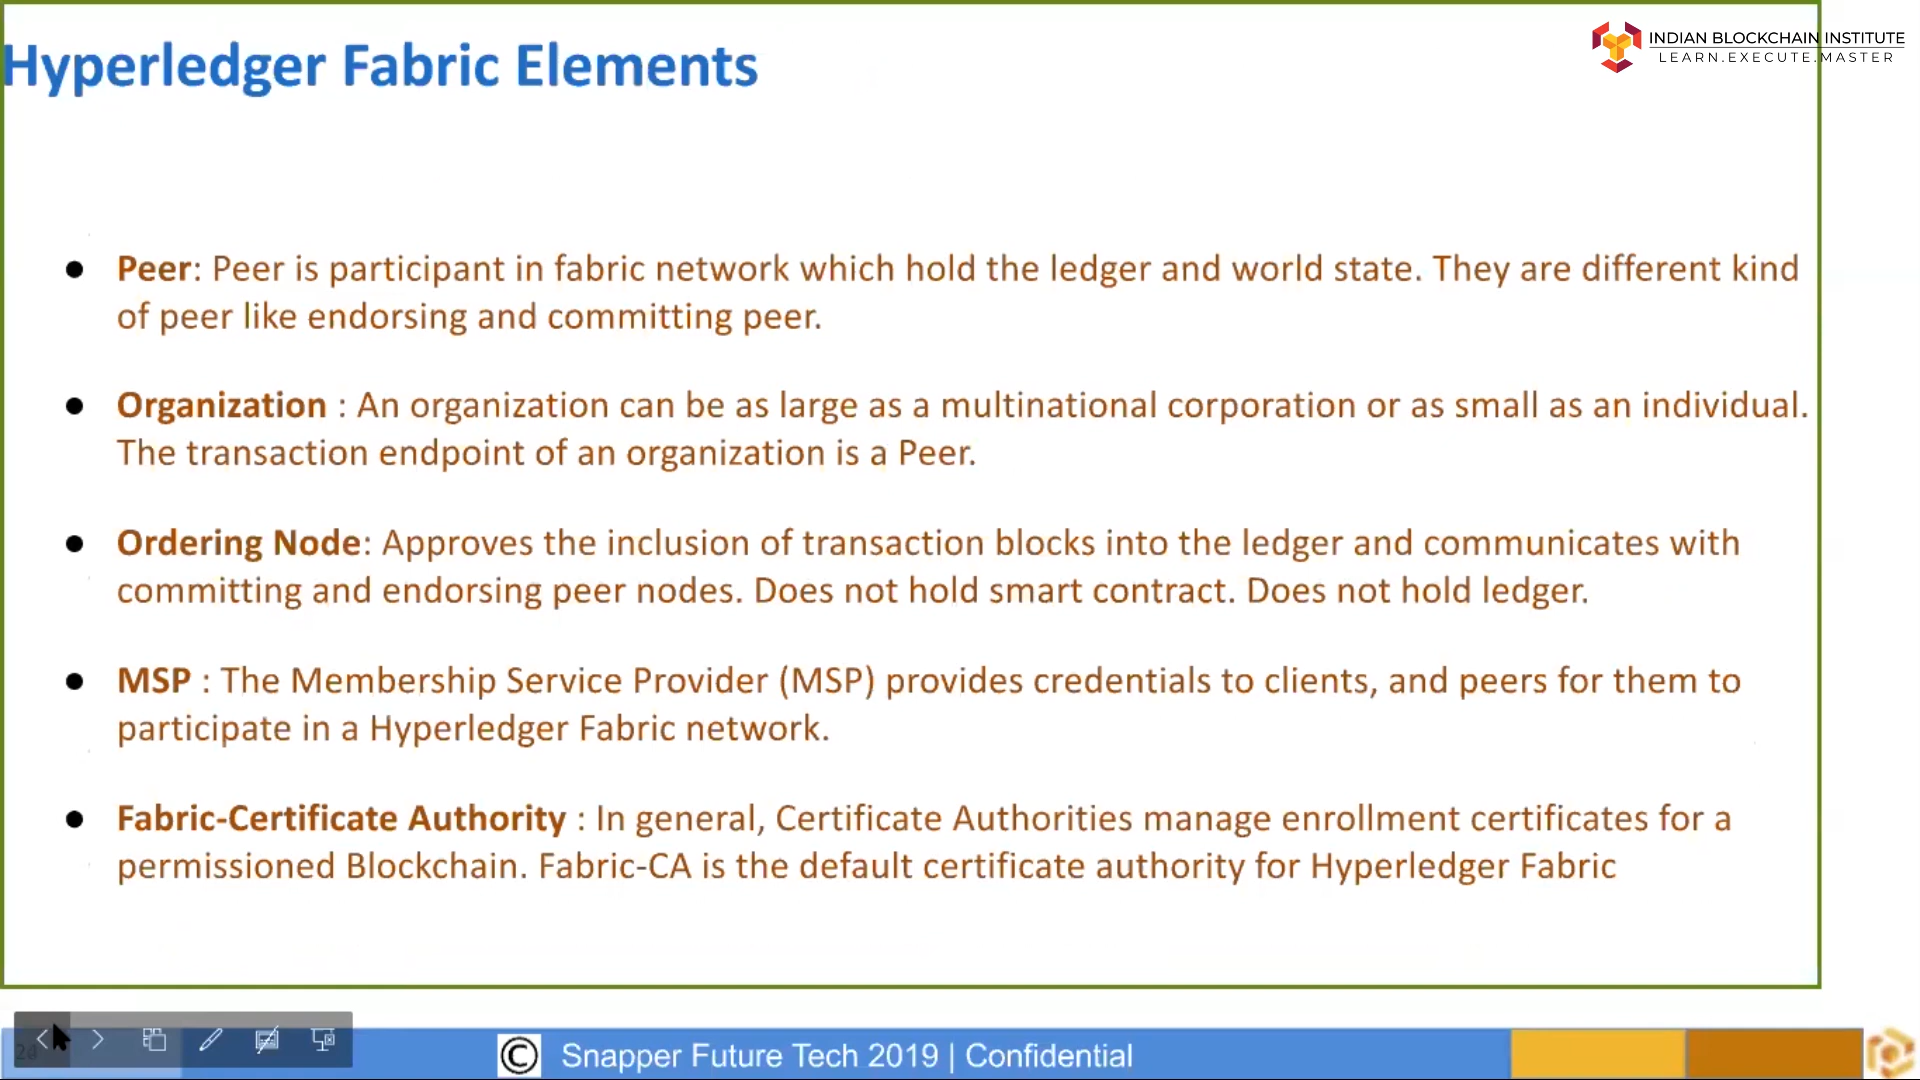 Hyperledger Fabric Elements
INDIAN BLOCKCHAIN INSTITUTE
LEARN.EXECUTE.MASTER
● Peer: Peer is participant in fabric network which hold the ledger and world state. They are different kind
of peer like endorsing and committing peer.
● Organization : An organization can be as large as a multinational corporation or as small as an individual.
The transaction endpoint of an organization is a Peer.
● Ordering Node: Approves the inclusion of transaction blocks into the ledger and communicates with
committing and endorsing peer nodes. Does not hold smart contract. Does not hold ledger.
● MSP : The Membership Service Provider (MSP) provides credentials to clients, and peers for them to
participate in a Hyperledger Fabric network.
● Fabric-Certificate Authority : In general, Certificate Authorities manage enrollment certificates for a
permissioned Blockchain. Fabric-CA is the default certificate authority for Hyperledger Fabric
© Snapper Future Tech 2019 | Confidential